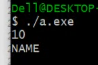 Dell@DESKTOP-
$ ./a.exe
10
NAME